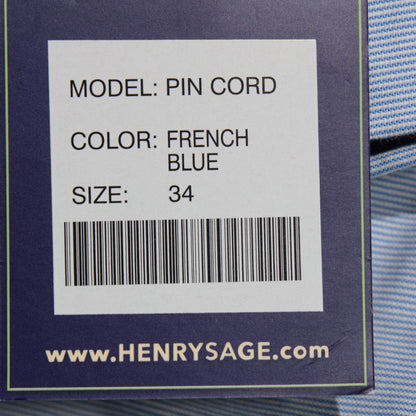 MODEL: PIN CORD
COLOR: FRENCH
BLUE
SIZE: 34
www.HENRYSAGE.com